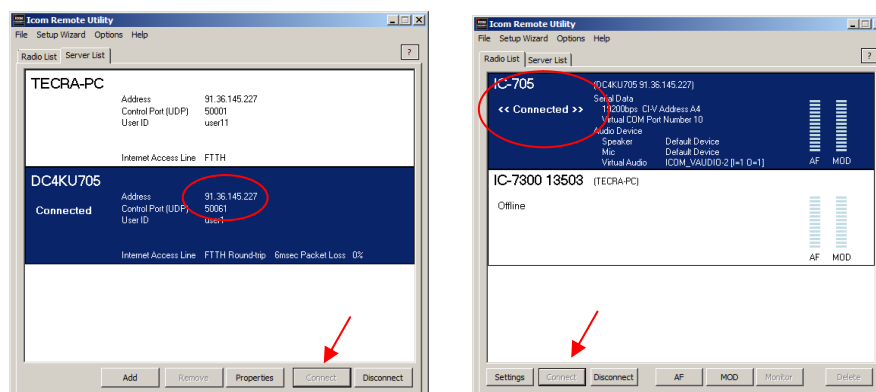 Icom Remote Utility
File Setup Wizard Options Help
Radio List Server List ?
TECRA-PC
Address 91.36.145.227
Control Port (UDP) 50001
User ID user11
Internet Access Line FTTH
DC4KU705
Connected
Address 91.36.145.227
Control Port (UDP) 50061
User ID user1
Internet Access Line FTTH Round-trip 6msec Packet Loss 0%
Add Remove Properties Connect Disconnect
Icom Remote Utility
File Setup Wizard Options Help
Radio List Server List ?
IC-705 (DC4KU705 91.36.145.227)
<< Connected >>
Serial Data
19200bps CI-V Address A4
Virtual COM Port Number 10
Audio Device
Speaker Default Device
Mic Default Device
Virtual Audio ICOM_VAUDIO-2 [I=1 O=1]
AF MOD
IC-7300 13503 (TECRA-PC)
Offline
AF MOD
Settings Connect Disconnect AF MOD Monitor Delete